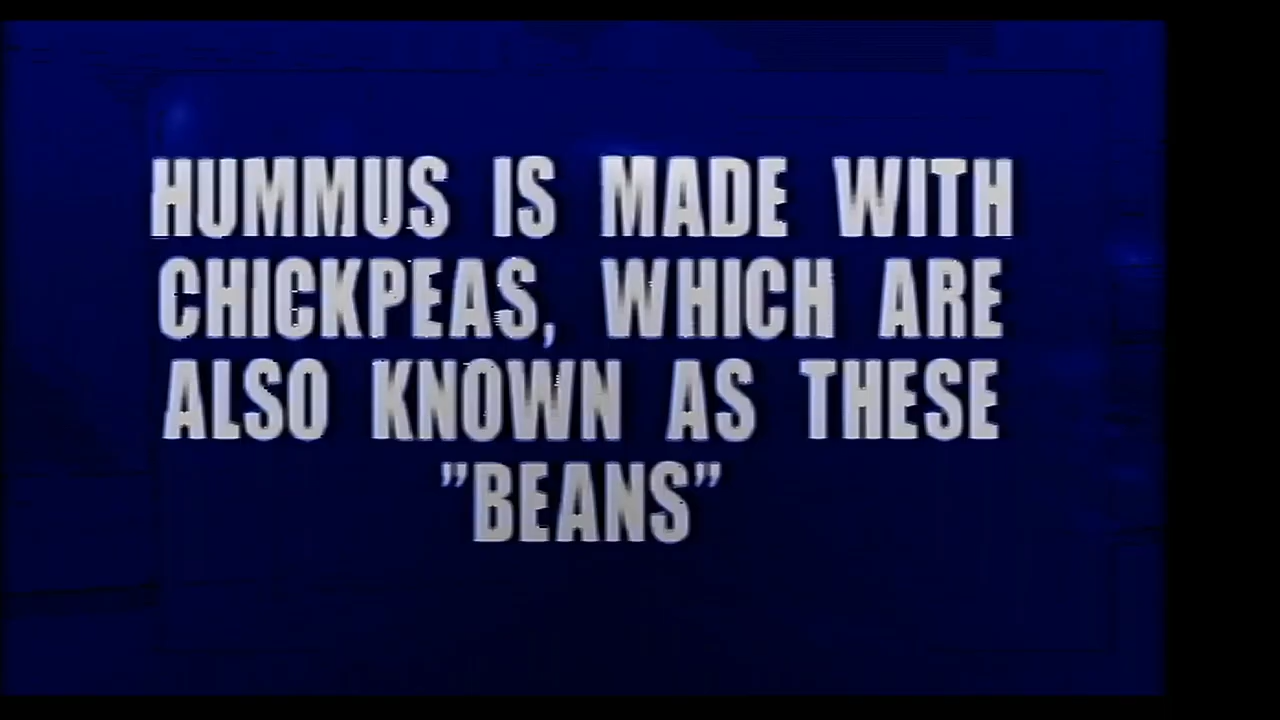 HUMMUS IS MADE WITH
CHICKPEAS, WHICH ARE
ALSO KNOWN AS THESE
”BEANS”